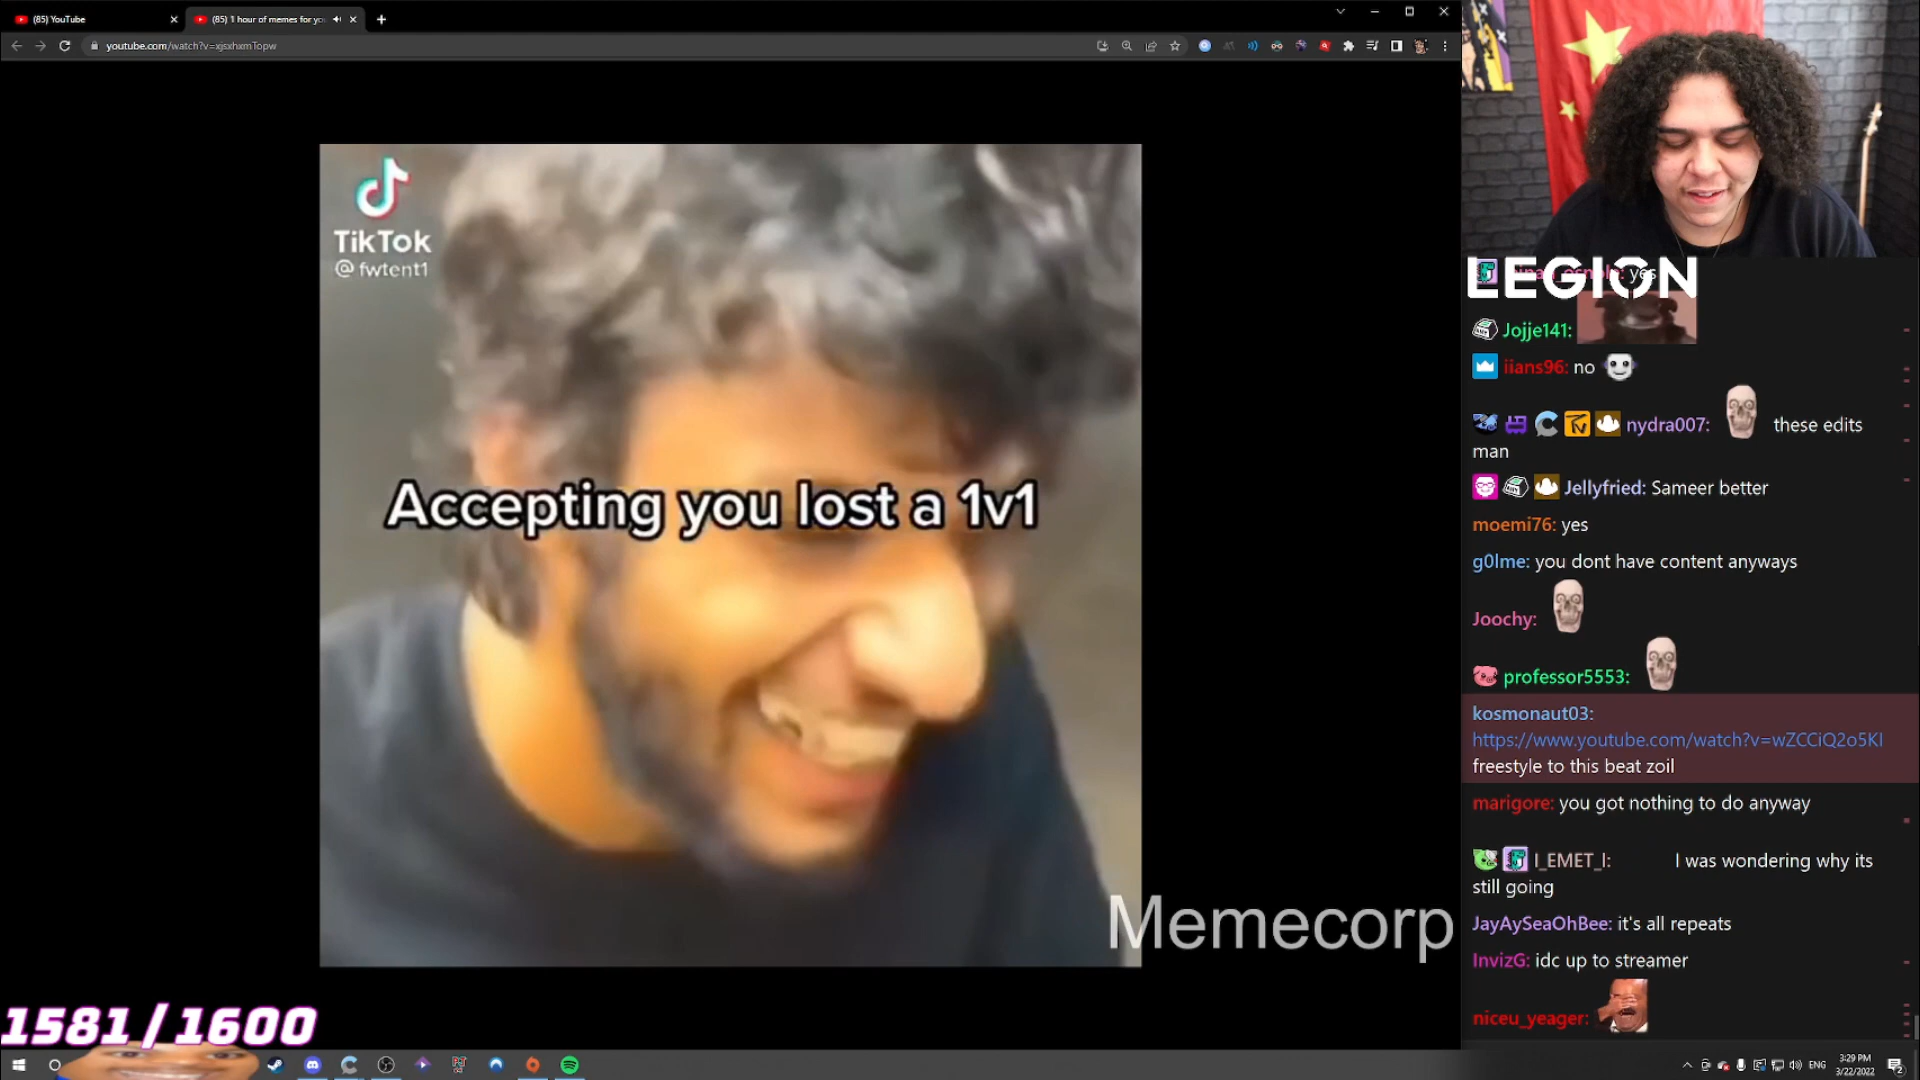 (85) YouTube
(85) 1 hour of memes for yo
youtube.com/watch?v=xjsxhxmTopw
TikTok
@fwtent1
Accepting you lost a 1v1
Memecorp
1581/1600
LEGION
yes
Jojje141:
iians96: no
nydra007: these edits
man
Jellyfried: Sameer better
moemi76: yes
g0lme: you dont have content anyways
Joochy:
professor5553:
kosmonaut03:
https://www.youtube.com/watch?v=wZCCiQ2o5KI
freestyle to this beat zoil
marigore: you got nothing to do anyway
I_EMET_I: I was wondering why its
still going
JayAySeaOhBee: it's all repeats
InvizG: idc up to streamer
niceu_yeager:
ENG
3:29 PM
3/22/2022